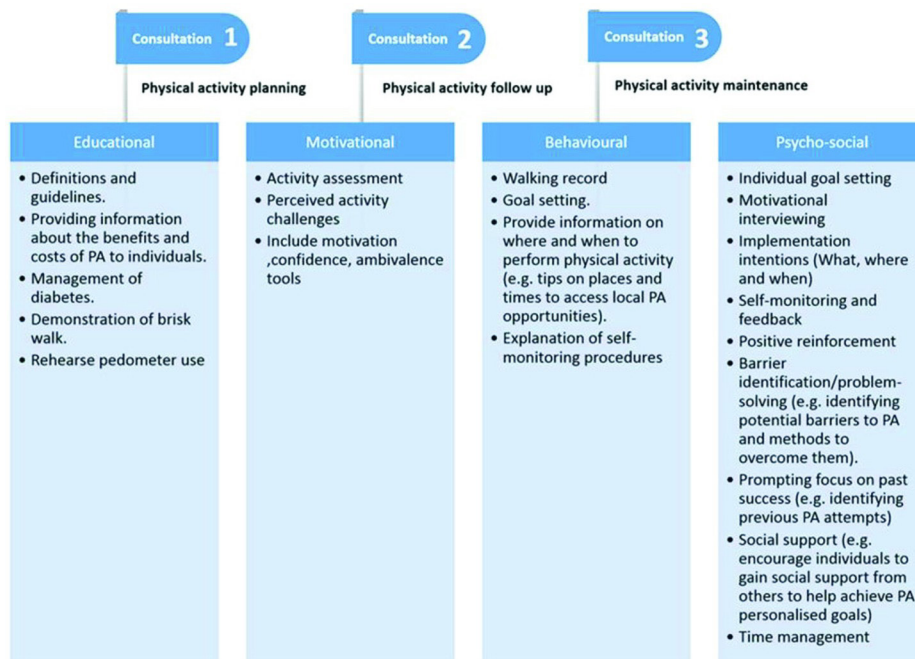 Consultation 1
Physical activity planning
Consultation 2
Physical activity follow up
Consultation 3
Physical activity maintenance
Educational
• Definitions and
guidelines.
• Providing information
about the benefits and
costs of PA to individuals.
• Management of
diabetes.
• Demonstration of brisk
walk.
• Rehearse pedometer use
Motivational
• Activity assessment
• Perceived activity
challenges
• Include motivation
,confidence, ambivalence
tools
Behavioural
• Walking record
• Goal setting.
• Provide information on
where and when to
perform physical activity
(e.g. tips on places and
times to access local PA
opportunities).
• Explanation of self-
monitoring procedures
Psycho-social
• Individual goal setting
• Motivational
interviewing
• Implementation
intentions (What, where
and when)
• Self-monitoring and
feedback
• Positive reinforcement
• Barrier
identification/problem-
solving (e.g. identifying
potential barriers to PA
and methods to
overcome them).
• Prompting focus on past
success (e.g. identifying
previous PA attempts)
• Social support (e.g.
encourage individuals to
gain social support from
others to help achieve PA
personalised goals)
• Time management